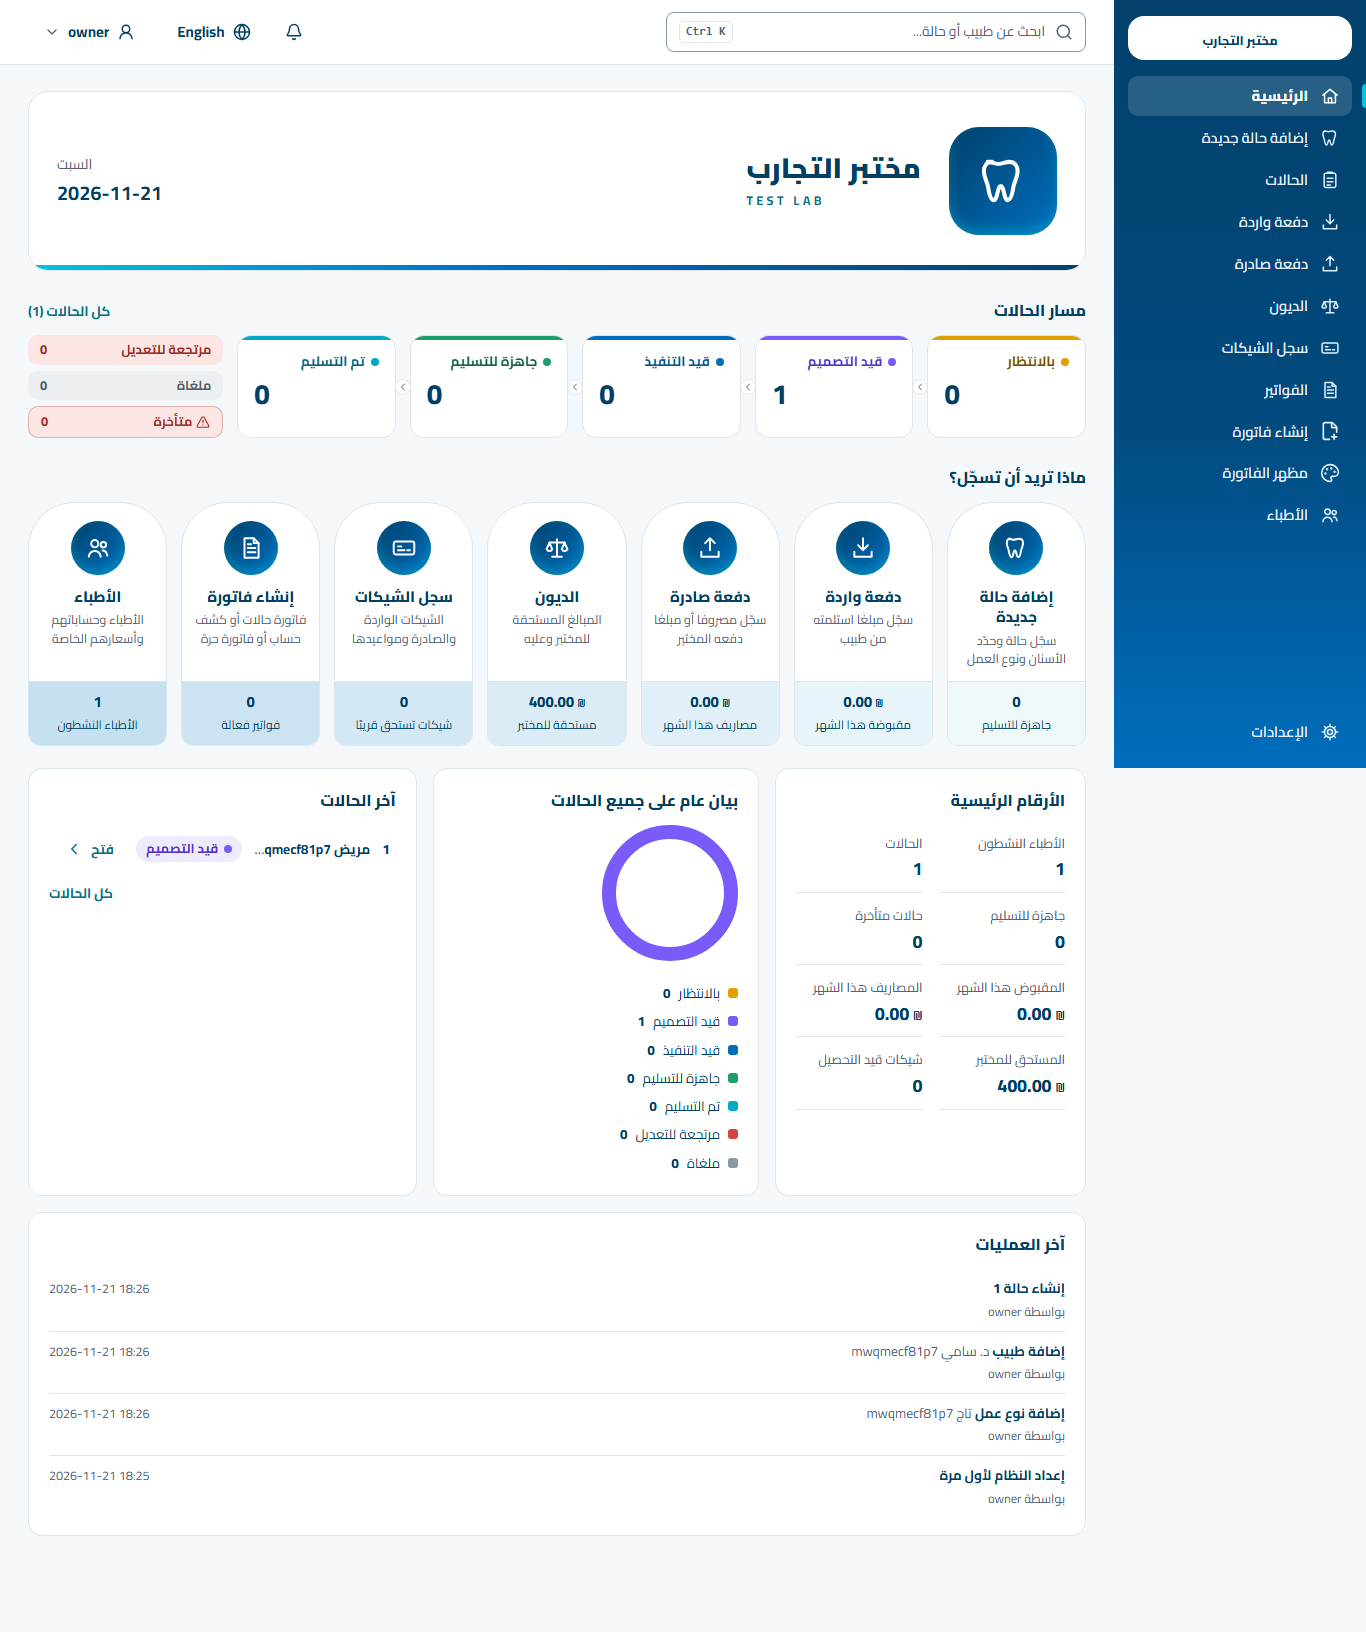 مختبر التجارب
الرئيسية
إضافة حالة جديدة
الحالات
دفعة واردة
دفعة صادرة
الديون
سجل الشيكات
الفواتير
إنشاء فاتورة
مظهر الفاتورة
الأطباء
الإعدادات
ابحث عن طبيب أو حالة...
Ctrl K
English
owner
مختبر التجارب
TEST LAB
السبت
2026-11-21
مسار الحالات
كل الحالات (1)
بالانتظار
0
قيد التصميم
1
قيد التنفيذ
0
جاهزة للتسليم
0
تم التسليم
0
مرتجعة للتعديل 0
ملغاة 0
متأخرة 0
ماذا تريد أن تسجّل؟
إضافة حالة
جديدة
سجّل حالة وحدّد
الأسنان ونوع العمل
0
جاهزة للتسليم
دفعة واردة
سجّل مبلغًا استلمته
من طبيب
₪ 0.00
مقبوضة هذا الشهر
دفعة صادرة
سجّل مصروفًا أو مبلغًا
دفعه المختبر
₪ 0.00
مصاريف هذا الشهر
الديون
المبالغ المستحقة
للمختبر وعليه
₪ 400.00
مستحقة للمختبر
سجل الشيكات
الشيكات الواردة
والصادرة ومواعيدها
0
شيكات تستحق قريبًا
إنشاء فاتورة
فاتورة حالات أو كشف
حساب أو فاتورة حرة
0
فواتير فعالة
الأطباء
الأطباء وحساباتهم
وأسعارهم الخاصة
1
الأطباء النشطون
الأرقام الرئيسية
الأطباء النشطون
1
الحالات
1
جاهزة للتسليم
0
حالات متأخرة
0
المقبوض هذا الشهر
₪ 0.00
المصاريف هذا الشهر
₪ 0.00
المستحق للمختبر
₪ 400.00
شيكات قيد التحصيل
0
بيان عام على جميع الحالات
بالانتظار 0
قيد التصميم 1
قيد التنفيذ 0
جاهزة للتسليم 0
تم التسليم 0
مرتجعة للتعديل 0
ملغاة 0
آخر الحالات
1 مريض qmecf81p7... قيد التصميم فتح
كل الحالات
آخر العمليات
إنشاء حالة 1 2026-11-21 18:26
بواسطة owner
إضافة طبيب د. سامي mwqmecf81p7 2026-11-21 18:26
بواسطة owner
إضافة نوع عمل تاج mwqmecf81p7 2026-11-21 18:26
بواسطة owner
إعداد النظام لأول مرة 2026-11-21 18:25
بواسطة owner